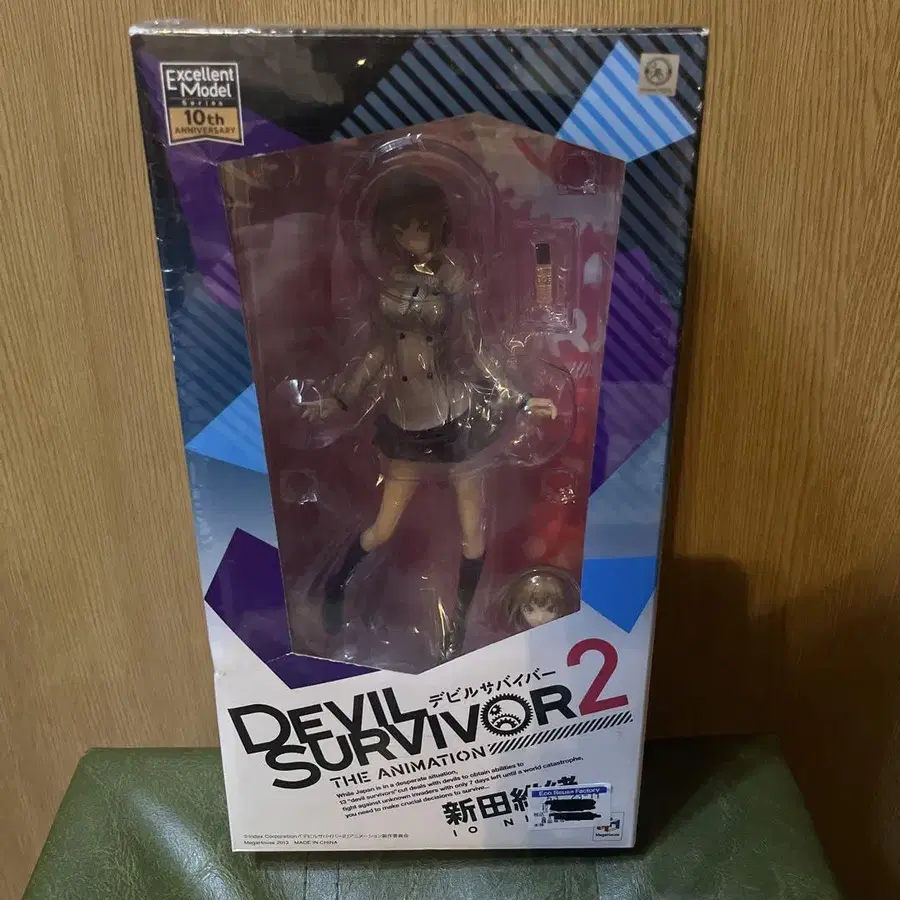 Excellent
Model
Series
10th
ANNIVERSARY
デビルサバイバー
DEVIL
SURVIVOR 2
THE ANIMATION
While Japan is in a desperate situation,
13 "devil survivors" cut deals with devils to obtain abilities to
fight against unknown invaders with only 7 days left until a world catastrophe,
you need to make crucial decisions to survive...
新田維緒
IO NI
Eco Reuse Factory
©Index Corporation/「デビルサバイバー2」アニメーション製作委員会
MegaHouse 2013 MADE IN CHINA
MegaHouse